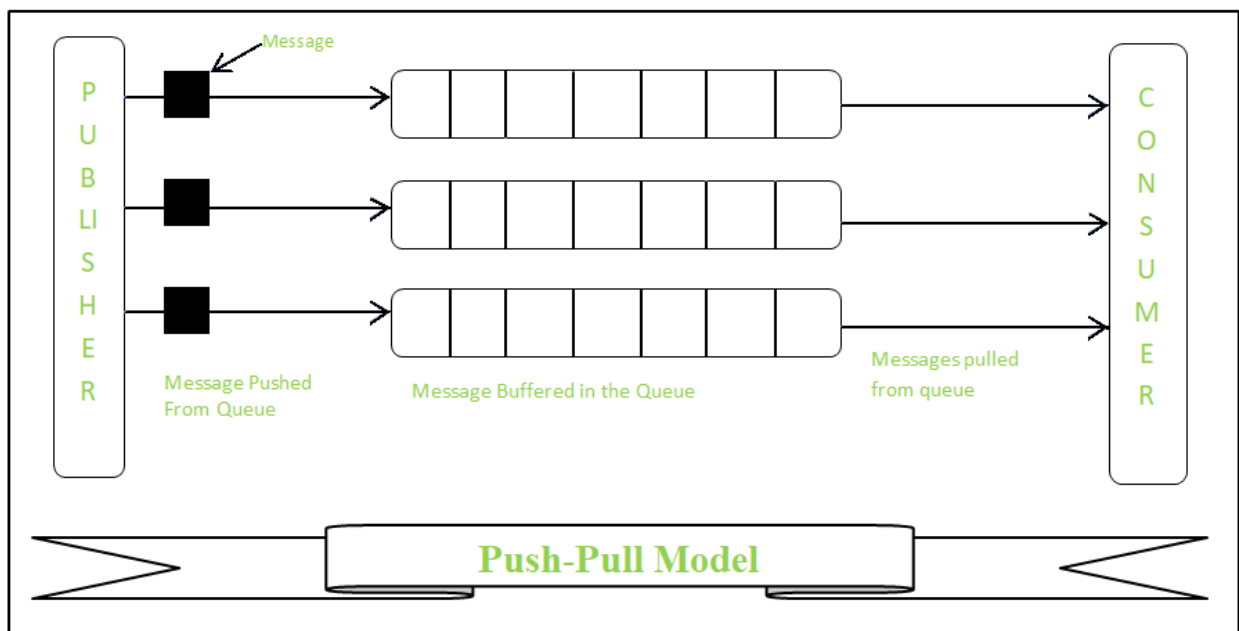 Message
P
U
B
LI
S
H
E
R
C
O
N
S
U
M
E
R
Message Pushed
From Queue
Message Buffered in the Queue
Messages pulled
from queue
Push-Pull Model